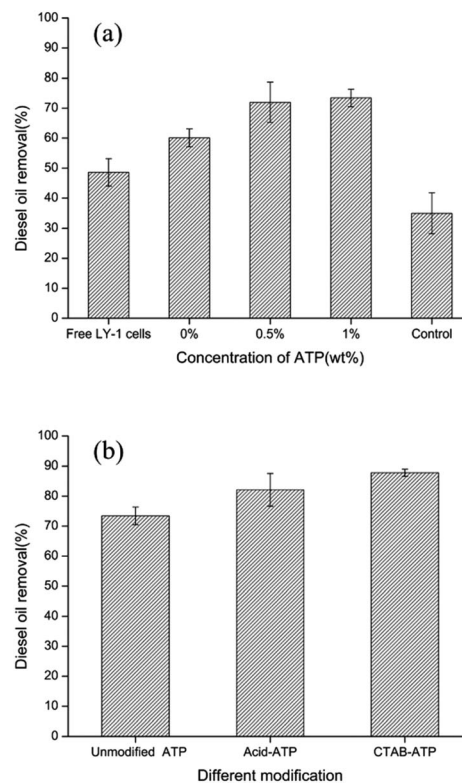 (a)
Diesel oil removal(%)
100
90
80
70
60
50
40
30
20
10
0
Free LY-1 cells 0% 0.5% 1% Control
Concentration of ATP(wt%)
(b)
Diesel oil removal(%)
100
90
80
70
60
50
40
30
20
10
0
Unmodified ATP Acid-ATP CTAB-ATP
Different modification